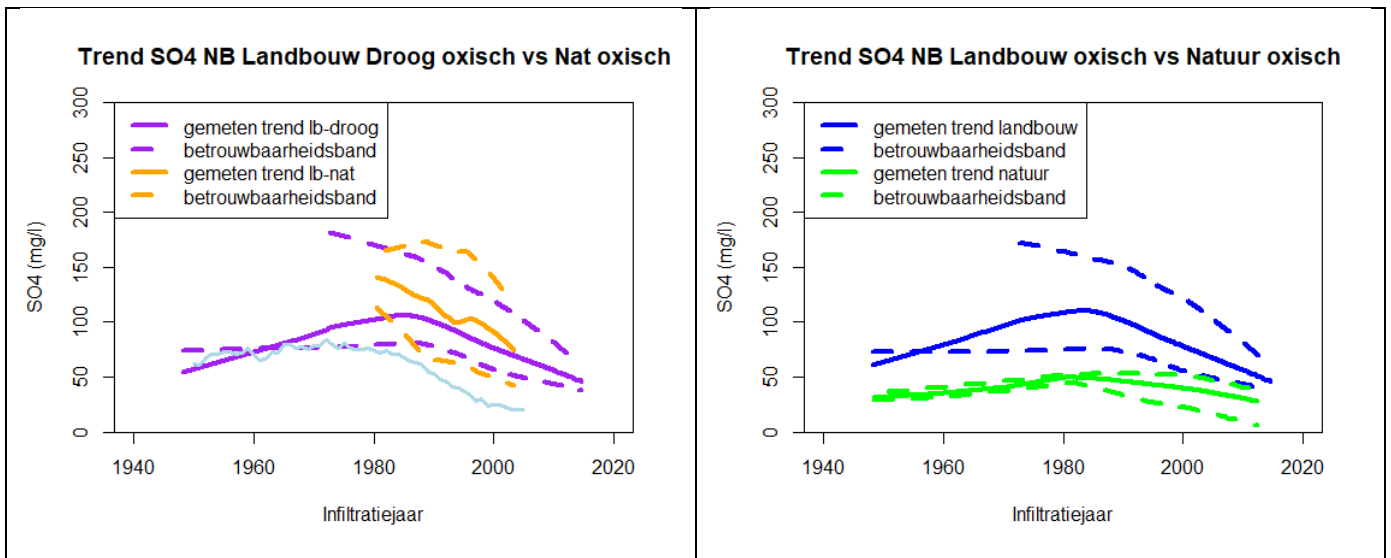 Trend SO4 NB Landbouw Droog oxisch vs Nat oxisch
300
250
200
150
100
50
0
SO4 (mg/l)
gemeten trend lb-droog
betrouwbaarheidsband
gemeten trend lb-nat
betrouwbaarheidsband
1940 1960 1980 2000 2020
Infiltratiejaar
Trend SO4 NB Landbouw oxisch vs Natuur oxisch
300
250
200
150
100
50
0
SO4 (mg/l)
gemeten trend landbouw
betrouwbaarheidsband
gemeten trend natuur
betrouwbaarheidsband
1940 1960 1980 2000 2020
Infiltratiejaar